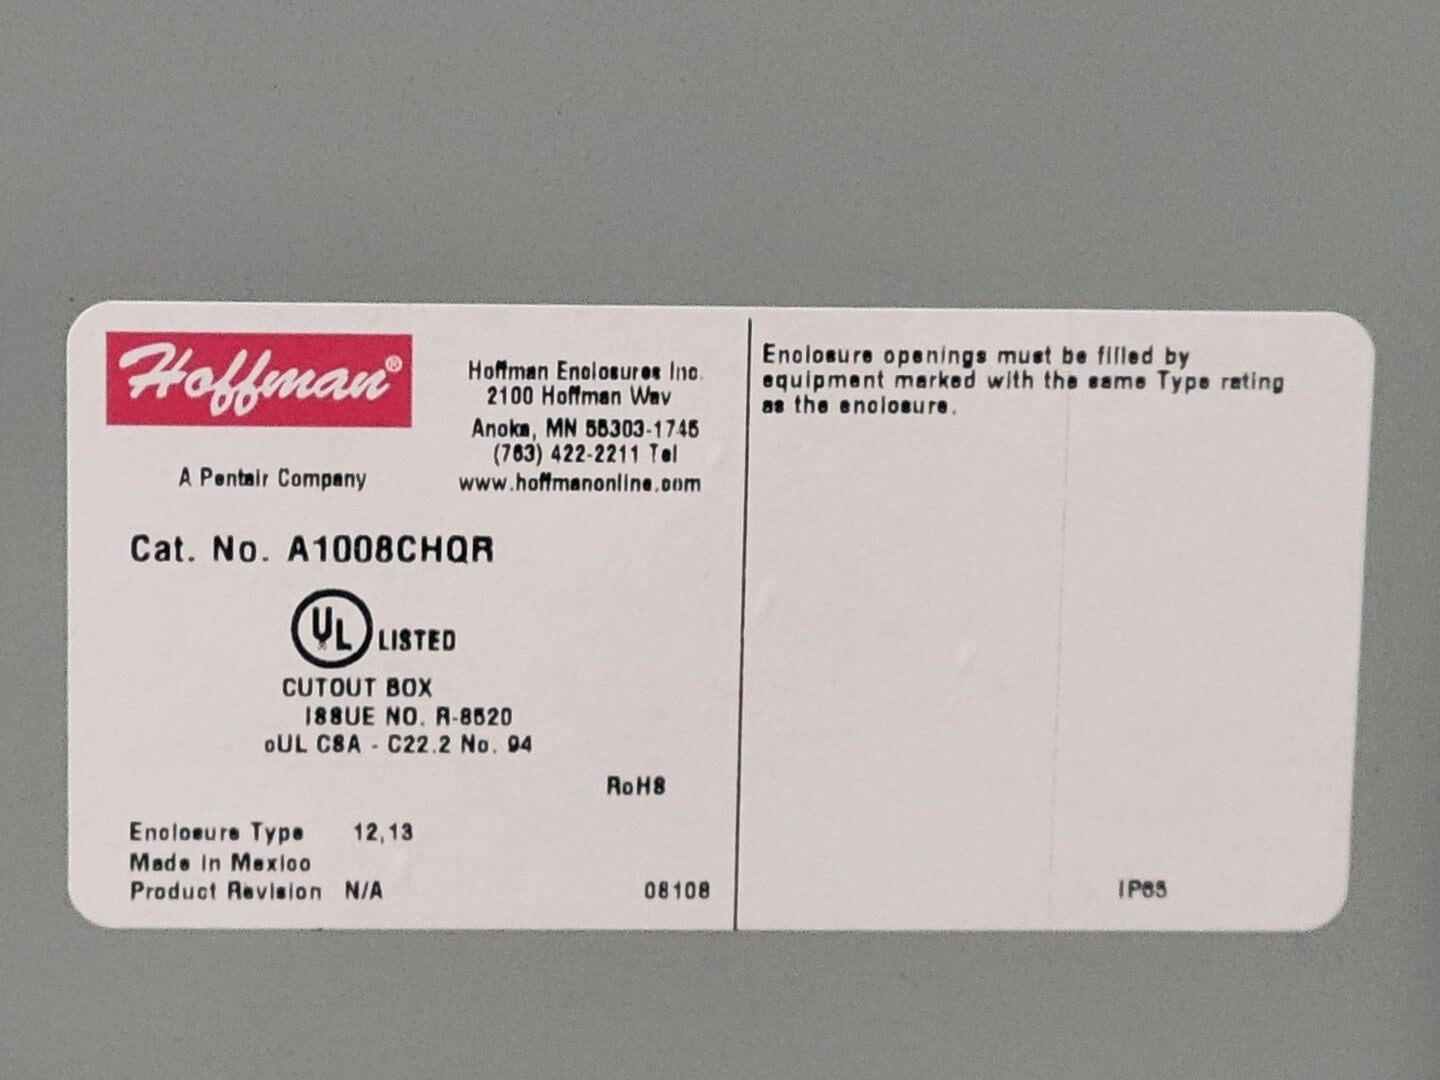 Hoffman®
A Pentair Company
Hoffman Enclosures Inc.
2100 Hoffman Way
Anoka, MN 55303-1745
(763) 422-2211 Tel
www.hoffmanonline.com
Cat. No. A1008CHQR
UL LISTED
CUTOUT BOX
ISSUE NO. R-8520
cUL CSA - C22.2 No. 94
RoHS
Enclosure Type 12,13
Made in Mexico
Product Revision N/A
08108
Enclosure openings must be filled by
equipment marked with the same Type rating
as the enclosure.
IP65